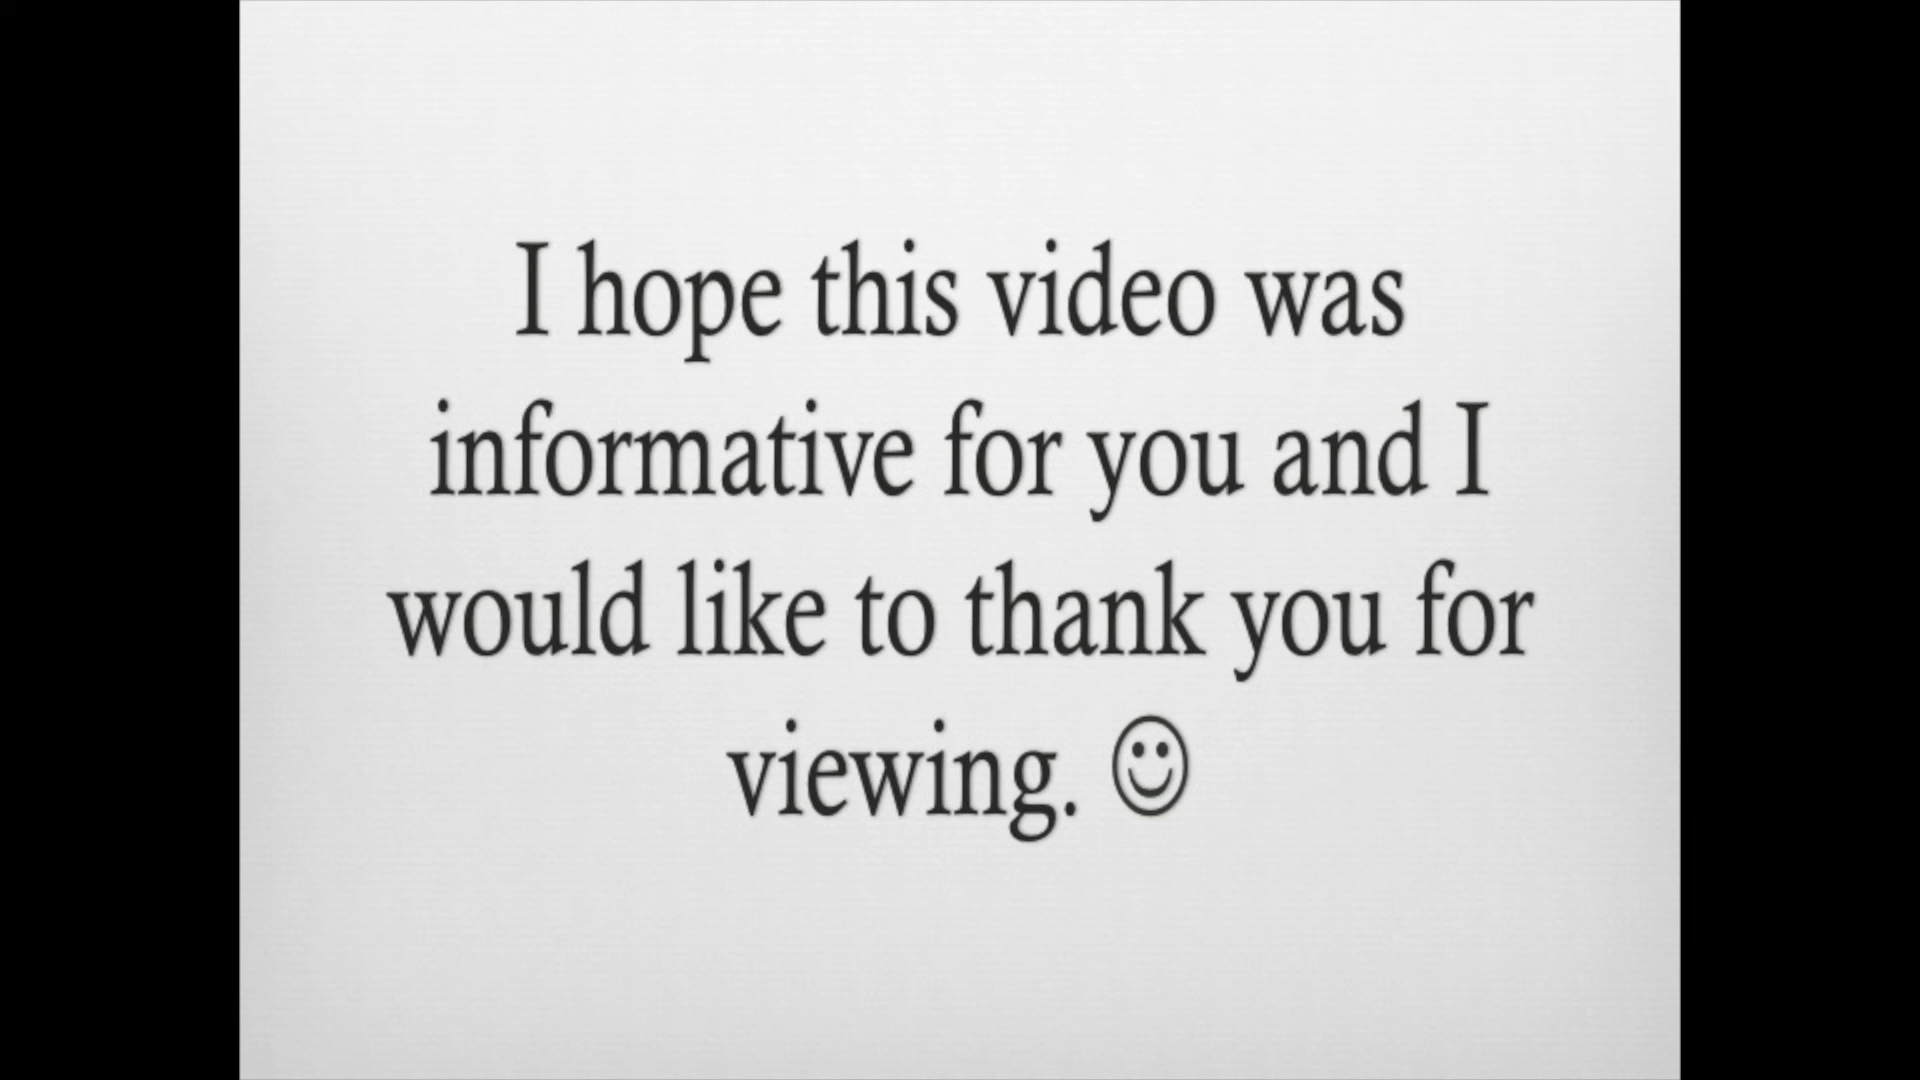 I hope this video was
informative for you and I
would like to thank you for
viewing. ☺